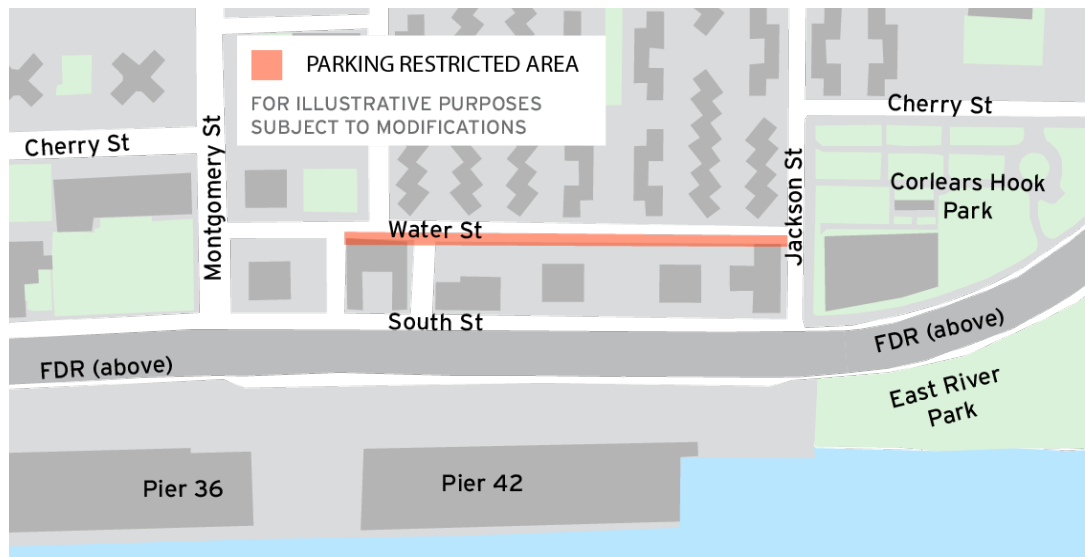 PARKING RESTRICTED AREA
FOR ILLUSTRATIVE PURPOSES
SUBJECT TO MODIFICATIONS
Cherry St
Cherry St
Montgomery St
Jackson St
Corlears Hook
Park
Water St
South St
FDR (above)
FDR (above)
East River
Park
Pier 36
Pier 42